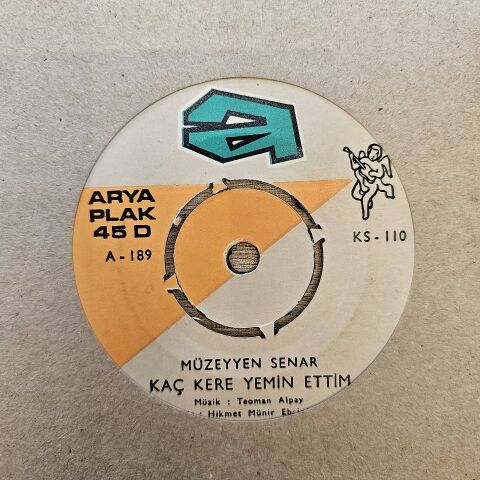 ARYA
PLAK
45 D
A - 189
KS - 110
MÜZEYYEN SENAR
KAÇ KERE YEMİN ETTİM
Müzik : Teoman Alpay
: Hikmet Münir